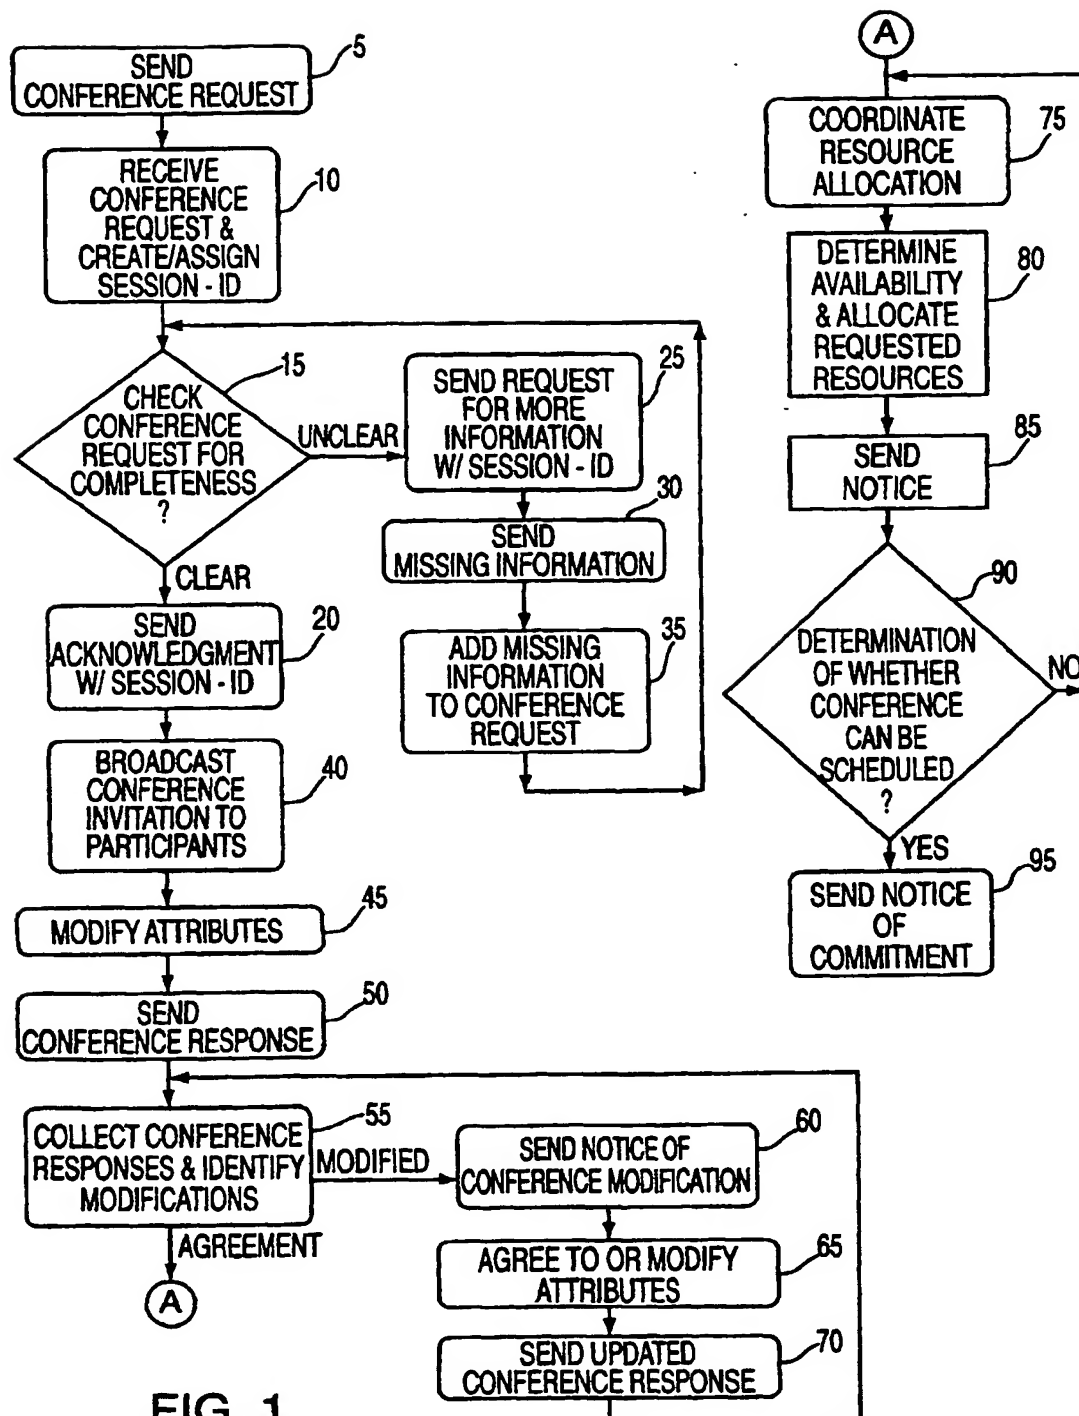 SEND
CONFERENCE REQUEST
5
RECEIVE
CONFERENCE
REQUEST &
CREATE/ASSIGN
SESSION - ID
10
CHECK
CONFERENCE
REQUEST FOR
COMPLETENESS
?
15
UNCLEAR
CLEAR
SEND REQUEST
FOR MORE
INFORMATION
W/ SESSION - ID
25
SEND
MISSING INFORMATION
30
ADD MISSING
INFORMATION
TO CONFERENCE
REQUEST
35
SEND
ACKNOWLEDGMENT
W/ SESSION - ID
20
BROADCAST
CONFERENCE
INVITATION TO
PARTICIPANTS
40
MODIFY ATTRIBUTES
45
SEND
CONFERENCE RESPONSE
50
COLLECT CONFERENCE
RESPONSES & IDENTIFY
MODIFICATIONS
55
MODIFIED
AGREEMENT
A
SEND NOTICE OF
CONFERENCE MODIFICATION
60
AGREE TO OR MODIFY
ATTRIBUTES
65
SEND UPDATED
CONFERENCE RESPONSE
70
A
COORDINATE
RESOURCE
ALLOCATION
75
DETERMINE
AVAILABILITY
& ALLOCATE
REQUESTED
RESOURCES
80
SEND
NOTICE
85
DETERMINATION
OF WHETHER
CONFERENCE
CAN BE
SCHEDULED
?
90
NO
YES
SEND NOTICE
OF
COMMITMENT
95
FIG. 1